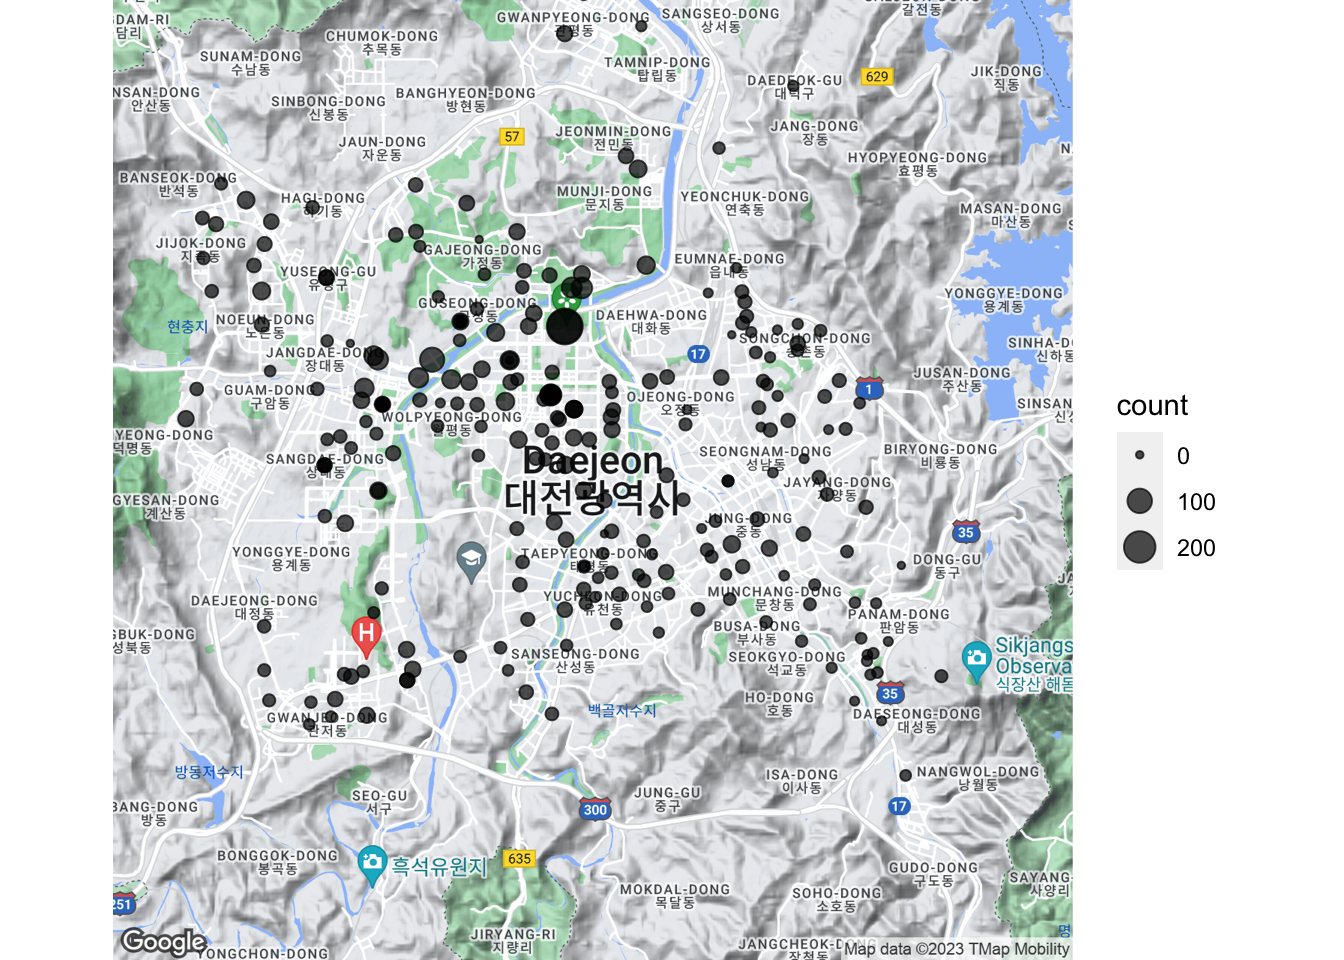 GWANPYEONG-DONG
관평동
SANGSEO-DONG
상서동
갈전동
DAM-RI
담리
CHUMOK-DONG
추목동
SUNAM-DONG
수남동
TAMNIP-DONG
탑립동
DAEDEOK-GU
대덕구
629
JIK-DONG
직동
NSAN-DONG
안산동
SINBONG-DONG
신봉동
BANGHYEON-DONG
방현동
57
JEONMIN-DONG
전민동
JANG-DONG
장동
JAUN-DONG
자운동
HYOPYEONG-DONG
효평동
N
BANSEOK-DONG
반석동
HAGI-DONG
하기동
MUNJI-DONG
문지동
YEONCHUK-DONG
연축동
MASAN-DONG
마산동
S
JIJOK-DONG
지족동
GAJEONG-DONG
가정동
EUMNAE-DONG
읍내동
YUSEONG-GU
유성구
YONGGYE-DONG
용계동
GUSEONG-DONG
구성동
현충지
NOEUN-DONG
노은동
DAEHWA-DONG
대화동
SONGCHON-DONG
송촌동
SINHA-DO
신하동
JANGDAE-DONG
장대동
17
JUSAN-DONG
주산동
GUAM-DONG
구암동
1
OJEONG-DONG
오정동
SINSAN
신상
WOLPYEONG-DONG
월평동
YEONG-DONG
덕명동
SEONGNAM-DONG
성남동
BIRYONG-DONG
비룡동
SANGDAE-DONG
상대동
Daejeon
대전광역시
JAYANG-DONG
자양동
GYESAN-DONG
계산동
JUNG-DONG
중동
35
YONGGYE-DONG
용계동
TAEPYEONG-DONG
태평동
DONG-GU
동구
JA
DAEJEONG-DONG
대정동
YUCHEON-DONG
유천동
MUNCHANG-DONG
문창동
PANAM-DONG
판암동
GBUK-DONG
성북동
H
BUSA-DONG
부사동
Sikjangs
Observa
식장산 해돋
SANSEONG-DONG
산성동
SEOKGYO-DONG
석교동
35
HO-DONG
호동
GWANJEO-DONG
관저동
백골저수지
DAESEONG-DONG
대성동
방동저수지
ISA-DONG
이사동
NANGWOL-DONG
낭월동
BANG-DONG
방동
SEO-GU
서구
JUNG-GU
중구
300
17
BONGGOK-DONG
봉곡동
흑석유원지
635
GUDO-DONG
구도동
SAYANG-
사양리
MOKDAL-DONG
목달동
SOHO-DONG
소호동
251
명
Google
YONGCHON-DONG
JIRYANG-RI
지량리
JANGCHEOK-DONG
장척동
Map data ©2023 TMap Mobility
count
0
100
200